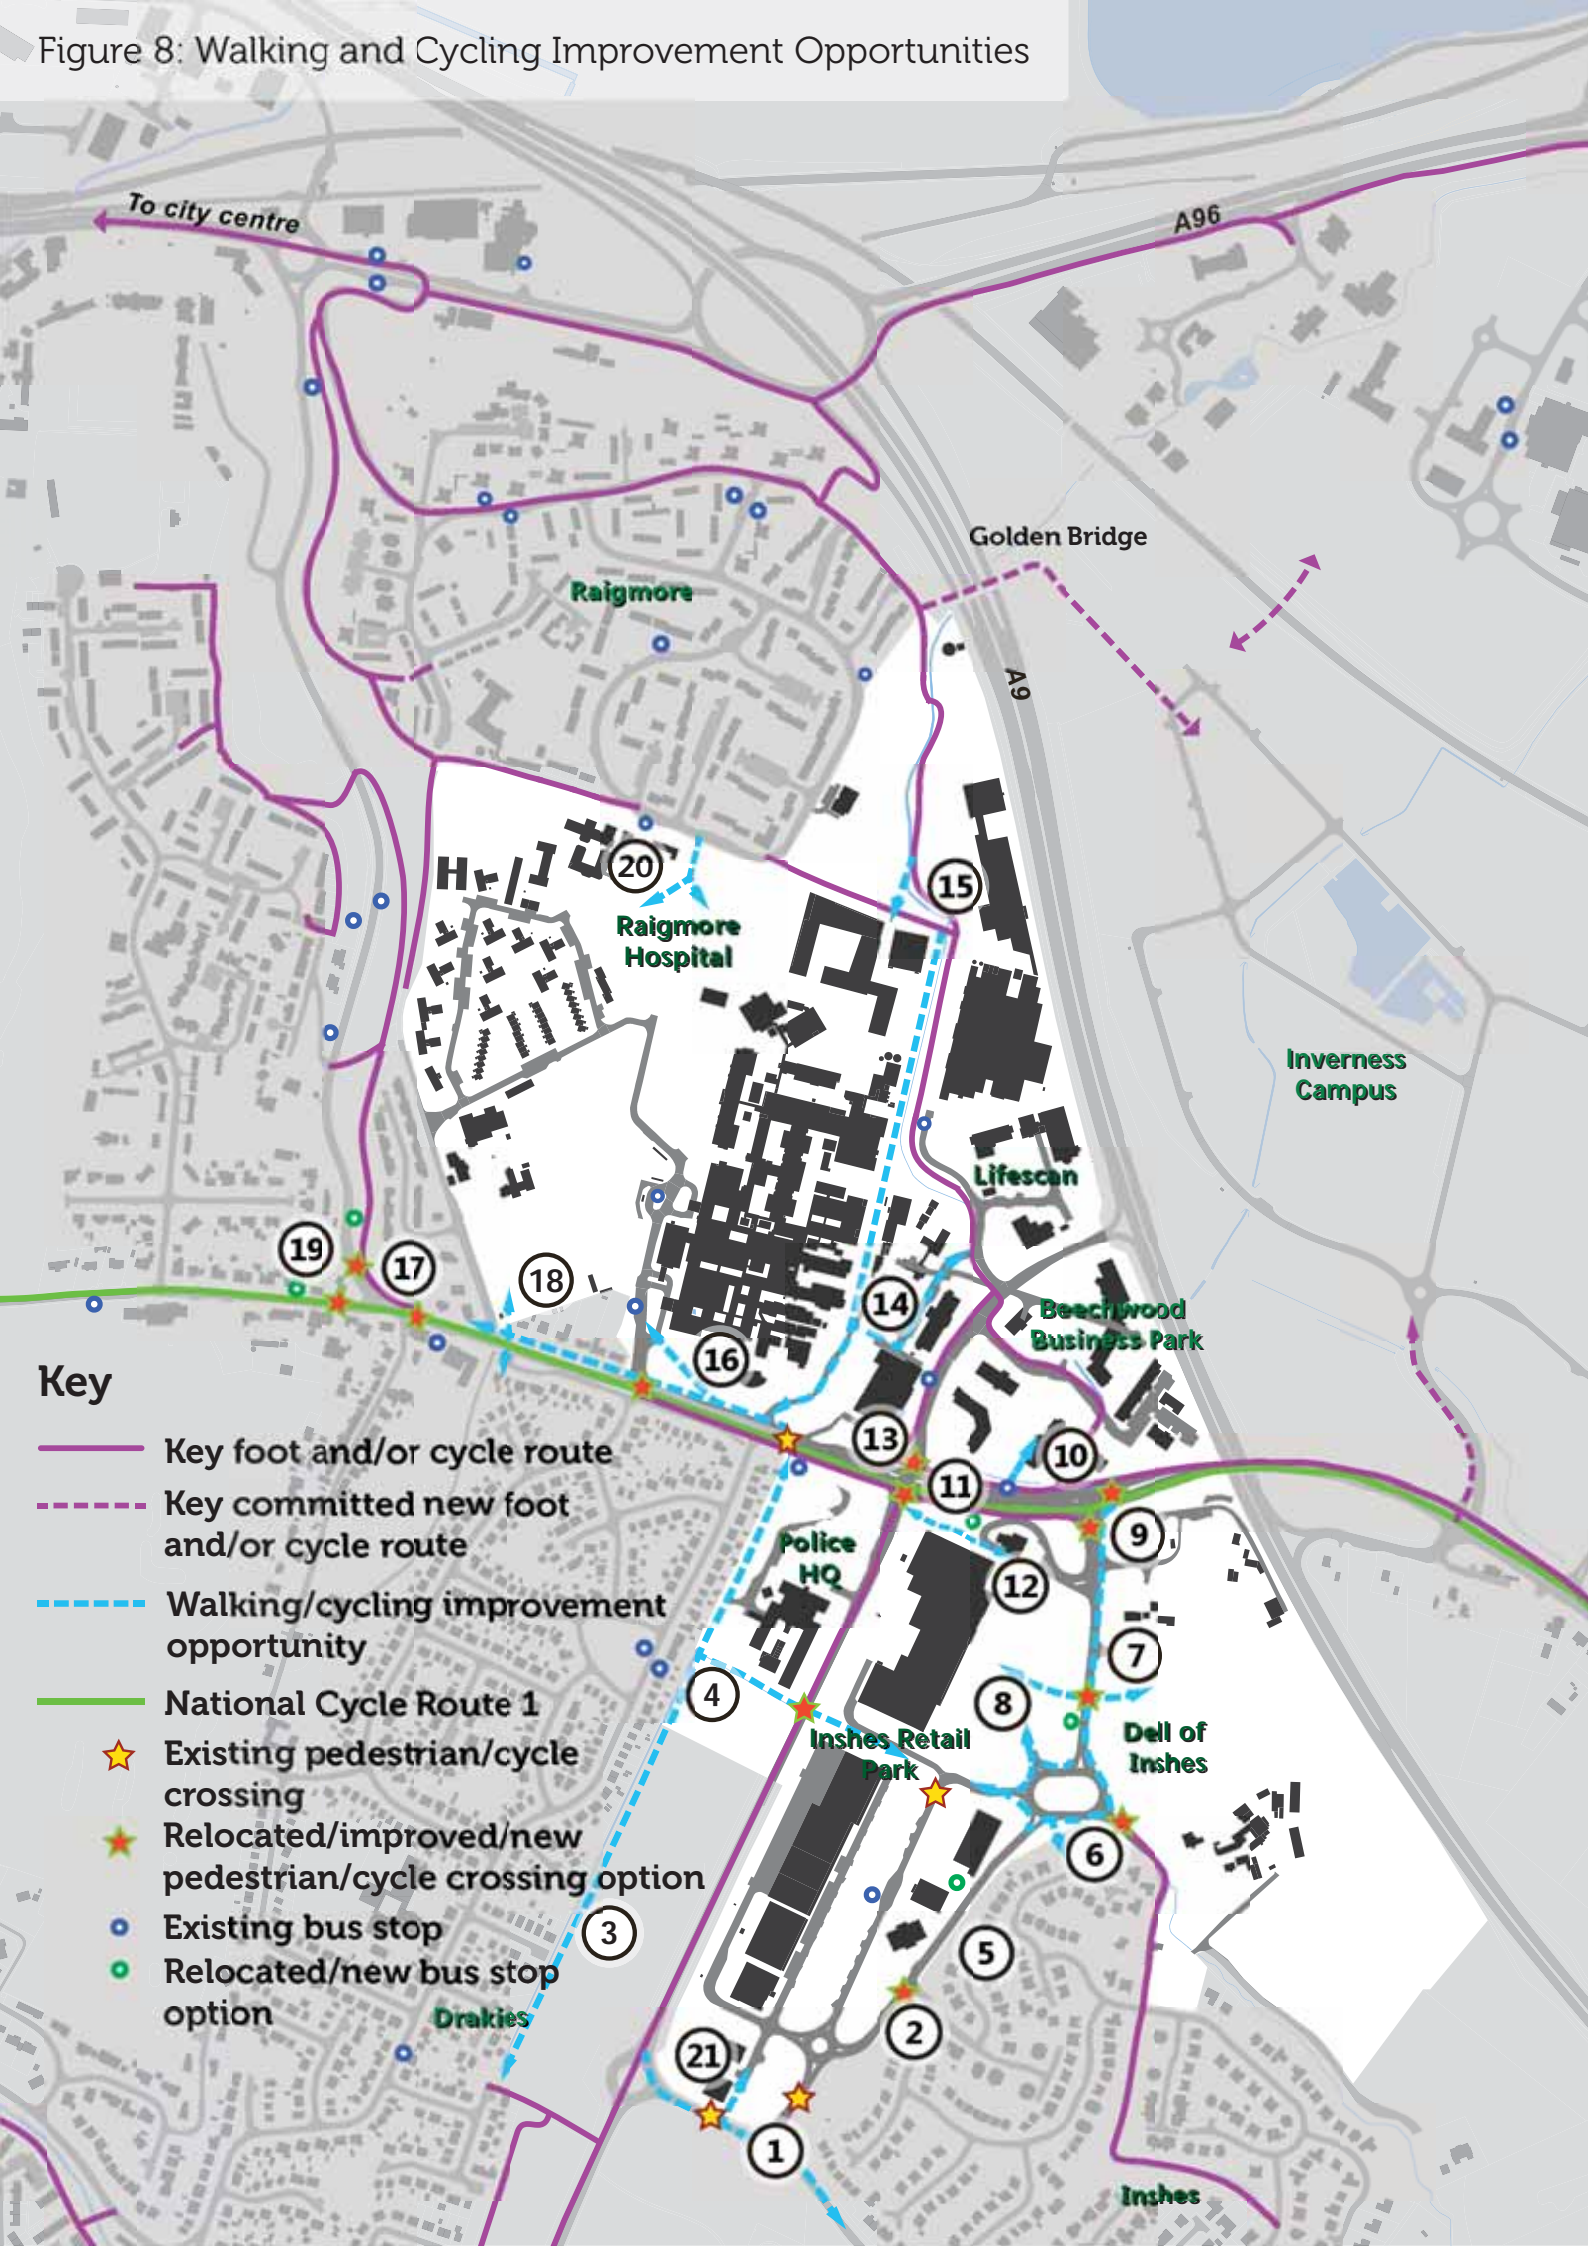 Figure 8: Walking and Cycling Improvement Opportunities
To city centre
A96
Golden Bridge
Raigmore
A9
20
15
Raigmore
Hospital
H
Inverness
Campus
Lifescan
19
17
18
14
Beechwood
Business Park
16
13
10
11
9
Police
HQ
12
7
4
8
Inshes Retail
Park
Dell of
Inshes
6
3
5
2
Drakies
21
1
Inshes
Key
Key foot and/or cycle route
Key committed new foot
and/or cycle route
Walking/cycling improvement
opportunity
National Cycle Route 1
Existing pedestrian/cycle
crossing
Relocated/improved/new
pedestrian/cycle crossing option
Existing bus stop
Relocated/new bus stop
option